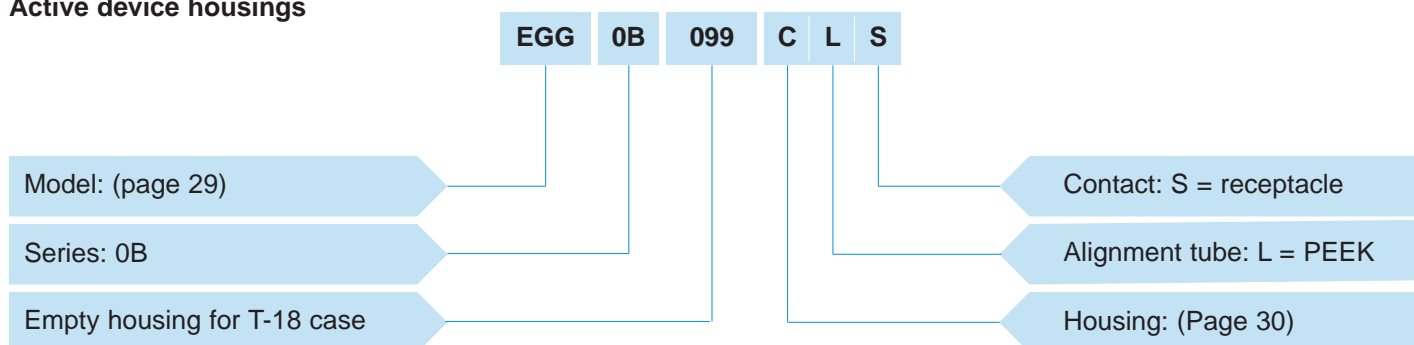 Active device housings
EGG 0B 099 C L S
Model: (page 29)
Contact: S = receptacle
Series: 0B
Alignment tube: L = PEEK
Empty housing for T-18 case
Housing: (Page 30)